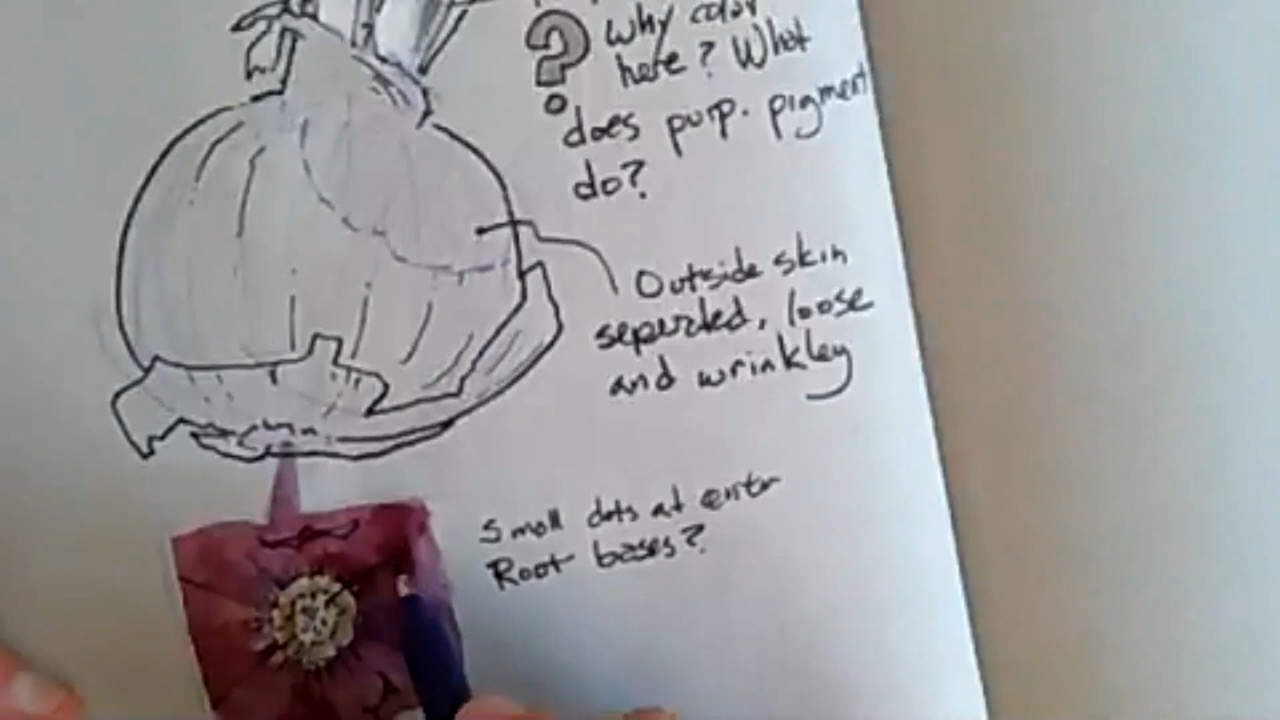 ?
why color
here? What
does purp. pigment
do?
Outside skin
seperated, loose
and wrinkley
Small dots at
Root bases?